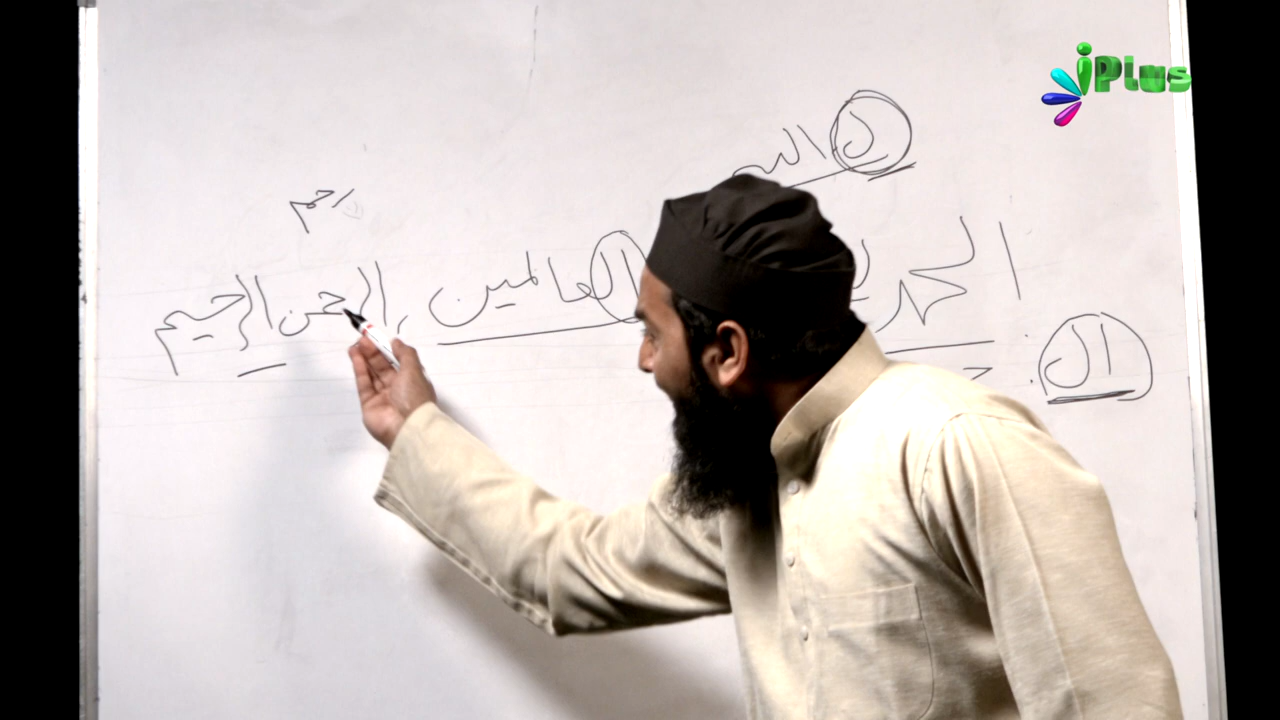 iPlus
ل الله
رحم
الحمد العالمين الرحمن الرحيم
ال